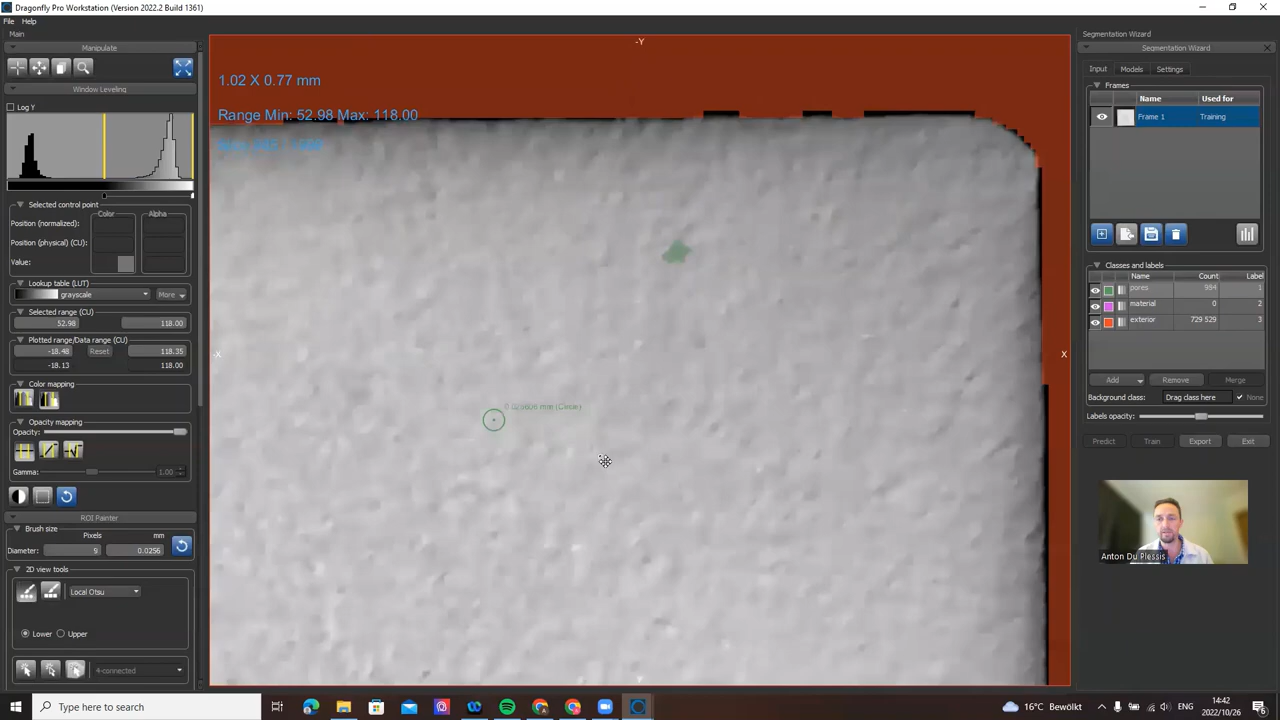 Dragonfly Pro Workstation (Version 2022.2 Build 1361)
File Help
Main
Manipulate
Window Leveling
Log Y
Selected control point
Color Alpha
Position (normalized):
Position (physical) (CU):
Value:
Lookup table (LUT)
grayscale More
Selected range (CU)
52.98 118.00
Plotted range/Data range (CU)
-18.48 Reset 118.35
-18.13 118.00
Color mapping
Opacity mapping
Opacity:
Gamma: 1.00
ROI Painter
Brush size
Pixels mm
Diameter: 9 0.0256
2D view tools
Local Otsu
Lower Upper
4-connected
-Y
1.02 X 0.77 mm
Range Min: 52.98 Max: 118.00
-X
X
mm (Circle)
Segmentation Wizard
Segmentation Wizard
Input Models Settings
Frames
Name Used for
Frame 1 Training
Classes and labels
Name Count Label
pores 994 1
material 0 2
exterior 729 529 3
Add Remove Merge
Background class: Drag class here None
Labels opacity:
Predict Train Export Exit
Anton Du Plessis
Type here to search
16°C Bewölkt
14:42
2022/10/26